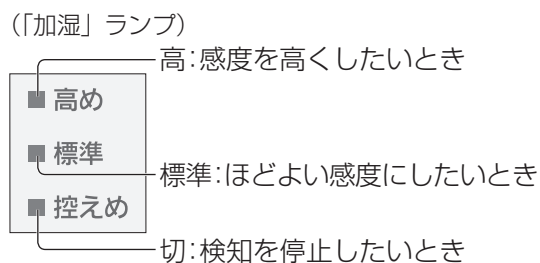 （「加湿」ランプ）
高：感度を高くしたいとき
高め
標準
標準：ほどよい感度にしたいとき
控えめ
切：検知を停止したいとき